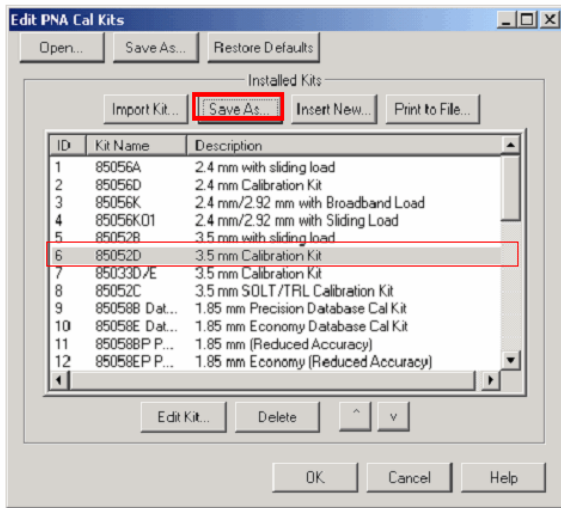 Edit PNA Cal Kits
Open... Save As... Restore Defaults
Installed Kits
Import Kit... Save As... Insert New... Print to File...
ID Kit Name Description
1 85056A 2.4 mm with sliding load
2 85056D 2.4 mm Calibration Kit
3 85056K 2.4 mm/2.92 mm with Broadband Load
4 85056K01 2.4 mm/2.92 mm with Sliding Load
5 85052B 3.5 mm with sliding load
6 85052D 3.5 mm Calibration Kit
7 85033D/E 3.5 mm Calibration Kit
8 85052C 3.5 mm SOLT/TRL Calibration Kit
9 85058B Dat... 1.85 mm Precision Database Cal Kit
10 85058E Dat... 1.85 mm Economy Database Cal Kit
11 85058BP P... 1.85 mm (Reduced Accuracy)
12 85058EP P... 1.85 mm Economy (Reduced Accuracy)
Edit Kit... Delete ^ v
OK Cancel Help